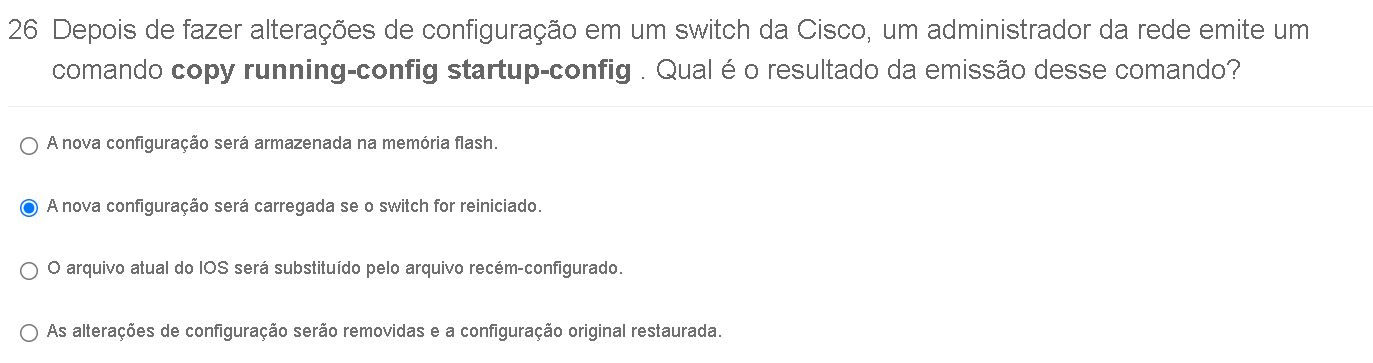 26 Depois de fazer alterações de configuração em um switch da Cisco, um administrador da rede emite um
comando copy running-config startup-config . Qual é o resultado da emissão desse comando?
A nova configuração será armazenada na memória flash.
A nova configuração será carregada se o switch for reiniciado.
O arquivo atual do IOS será substituído pelo arquivo recém-configurado.
As alterações de configuração serão removidas e a configuração original restaurada.